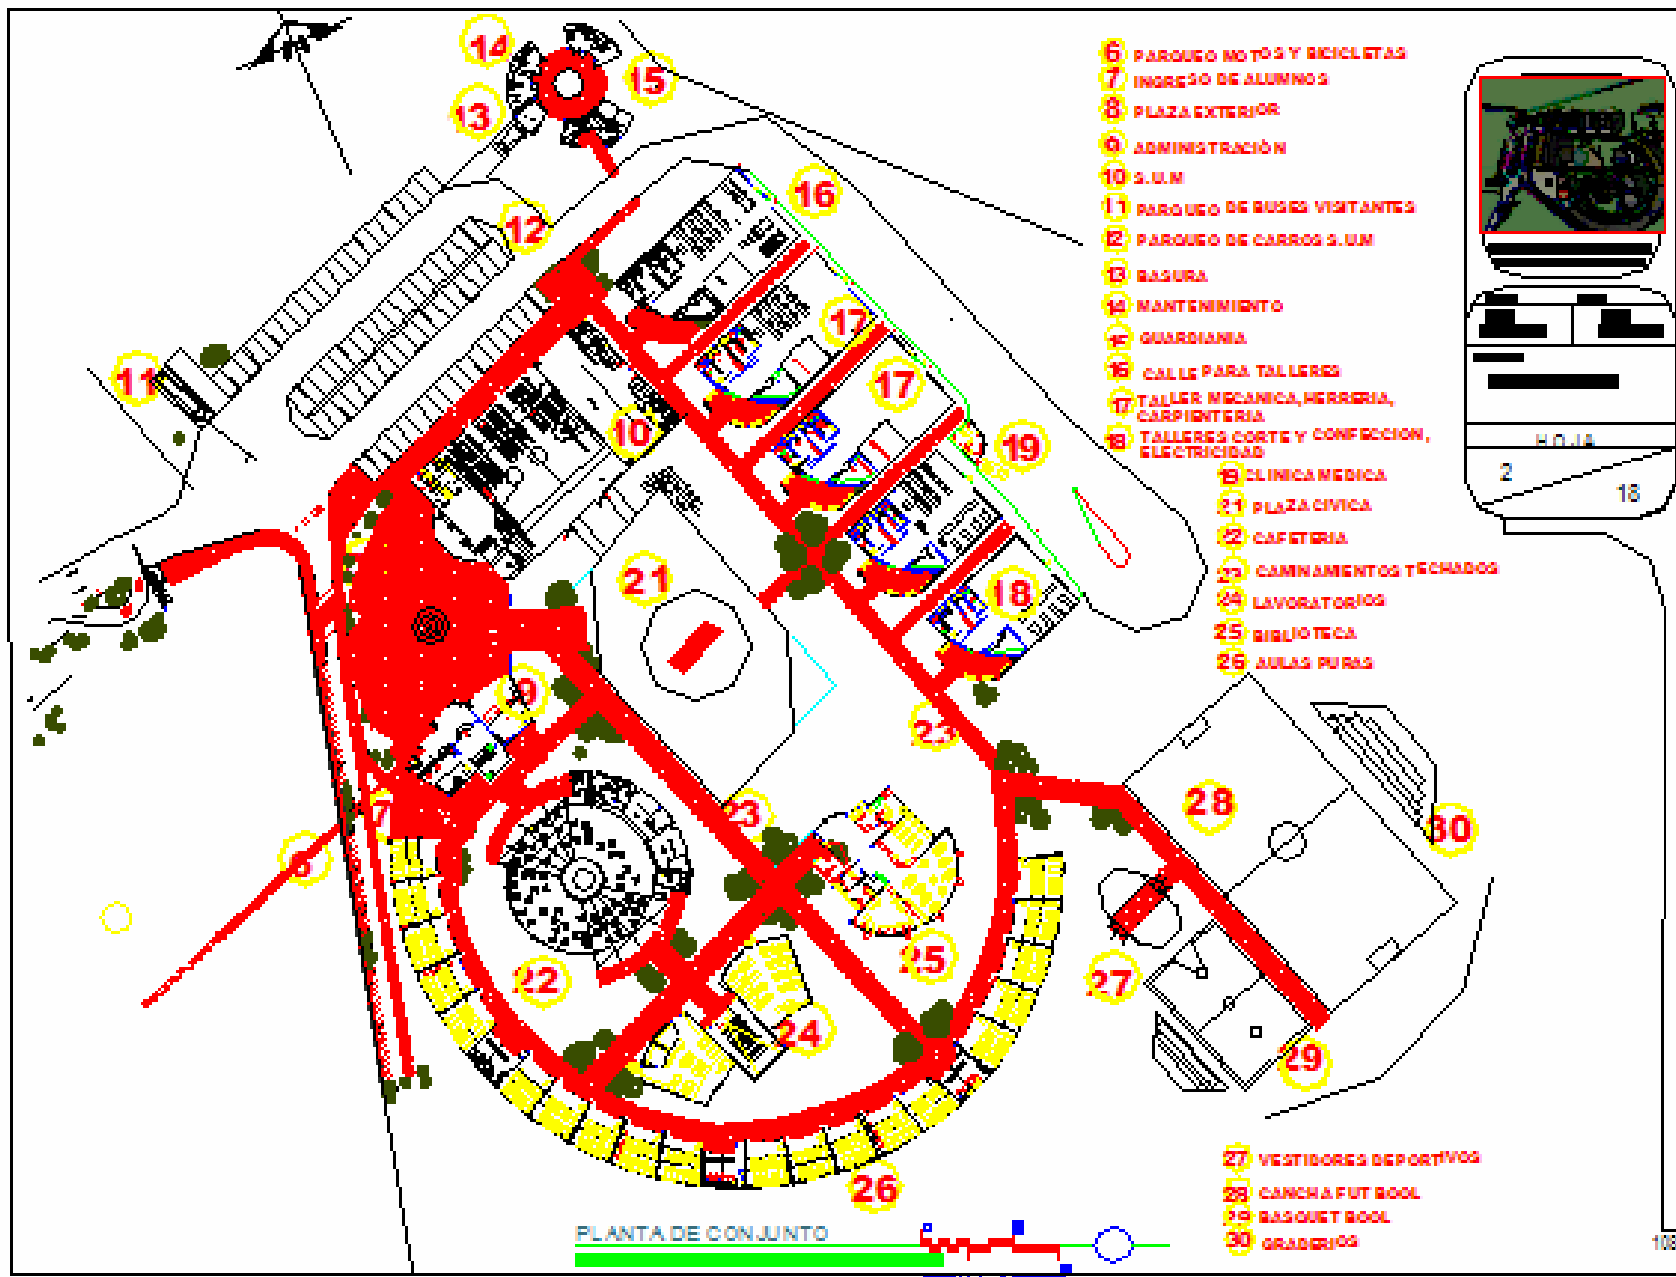 14
15
13
6 PARQUEO MOTOS Y BICICLETAS
7 INGRESO DE ALUMNOS
8 PLAZA EXTERIOR
9 ADMINISTRACIÓN
10 S.U.M
11 PARQUEO DE BUSES VISITANTES
12 PARQUEO DE CARROS S.U.M
13 BASURA
14 MANTENIMIENTO
GUARDIANIA
16 CALLE PARA TALLERES
17 TALLER MECANICA, HERRERIA,
CARPIENTERIA
18 TALLERES CORTE Y CONFECCION,
ELECTRICIDAD
19 CLINICA MEDICA
21 PLAZA CIVICA
22 CAFETERIA
23 CAMINAMIENTOS TECHADOS
24 LAVORATORIOS
25 BIBLIOTECA
26 AULAS PURAS
HOJA
2
18
16
12
17
11
17
10
19
21
18
9
23
7
23
28
30
6
22
25
27
24
29
26
27 VESTIDORES DEPORTIVOS
28 CANCHA FUT BOOL
29 BASQUET BOOL
30 GRADERIOS
PLANTA DE CONJUNTO